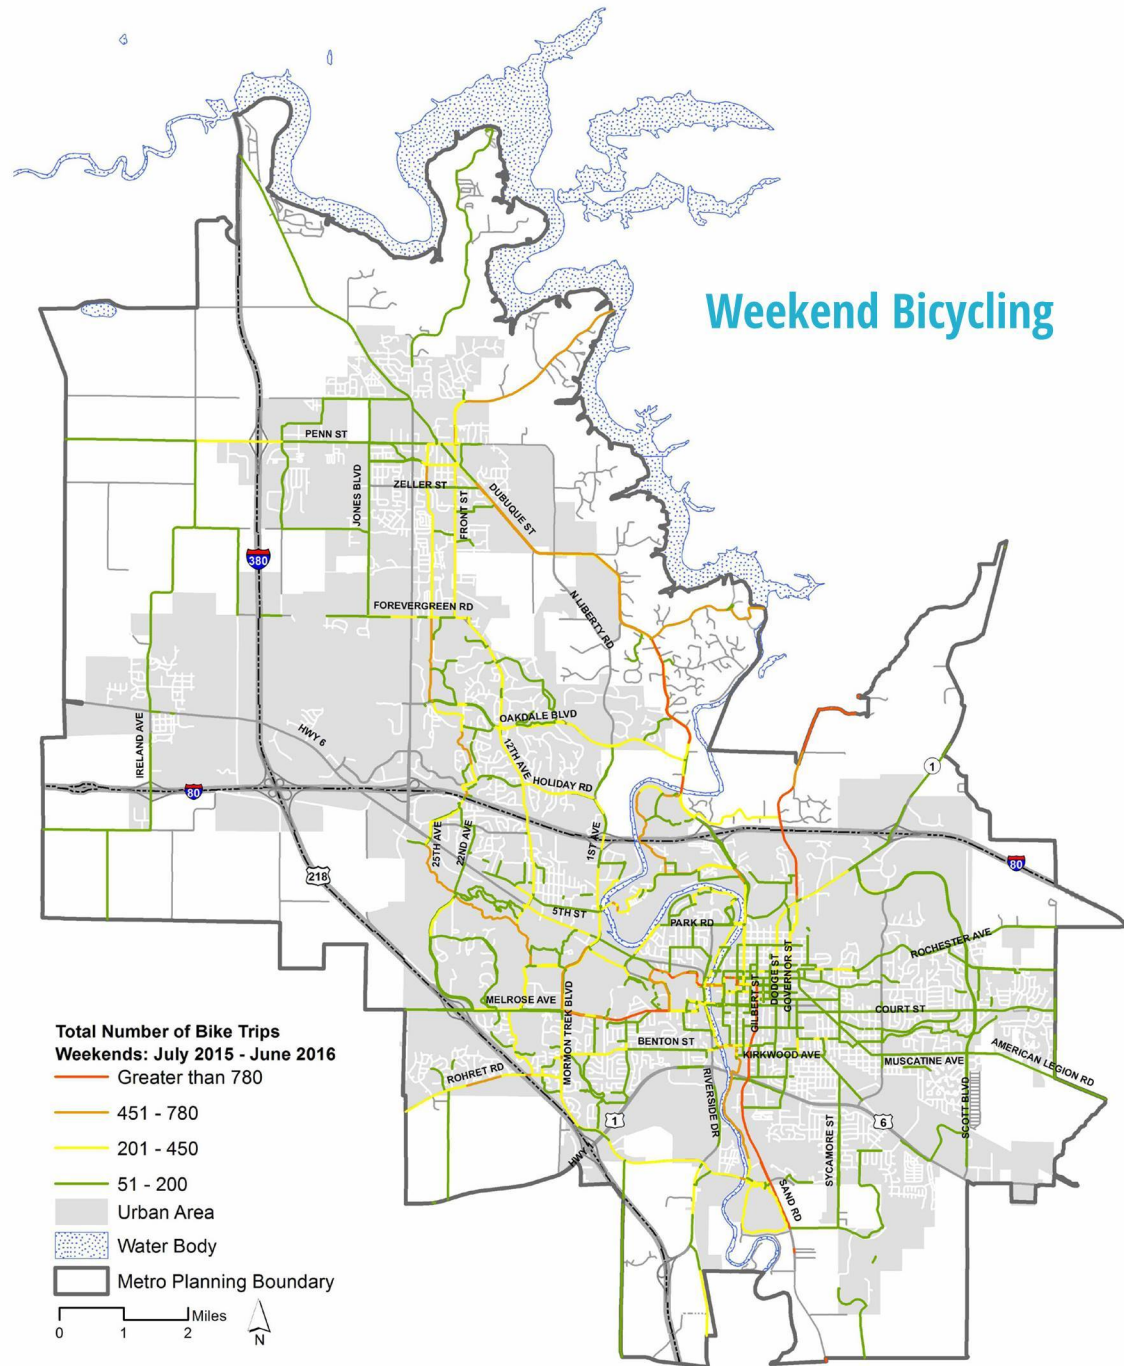 Weekend Bicycling
PENN ST
JONES BLVD
ZELLER ST
FRONT ST
DUBUQUE ST
380
FOREVERGREEN RD
N LIBERTY RD
OAKDALE BLVD
IRELAND AVE
HWY 6
12TH AVE
HOLIDAY RD
1
80
25TH AVE
22ND AVE
1ST AVE
80
218
5TH ST
PARK RD
ROCHESTER AVE
DODGE ST
GOVERNOR ST
GILBERT ST
MELROSE AVE
MORMON TREK BLVD
COURT ST
BENTON ST
KIRKWOOD AVE
MUSCATINE AVE
AMERICAN LEGION RD
ROHRET RD
RIVERSIDE DR
SCOTT BLVD
1
6
SYCAMORE ST
HWY
SAND RD
Total Number of Bike Trips
Weekends: July 2015 - June 2016
Greater than 780
451 - 780
201 - 450
51 - 200
Urban Area
Water Body
Metro Planning Boundary
Miles
0 1 2
N